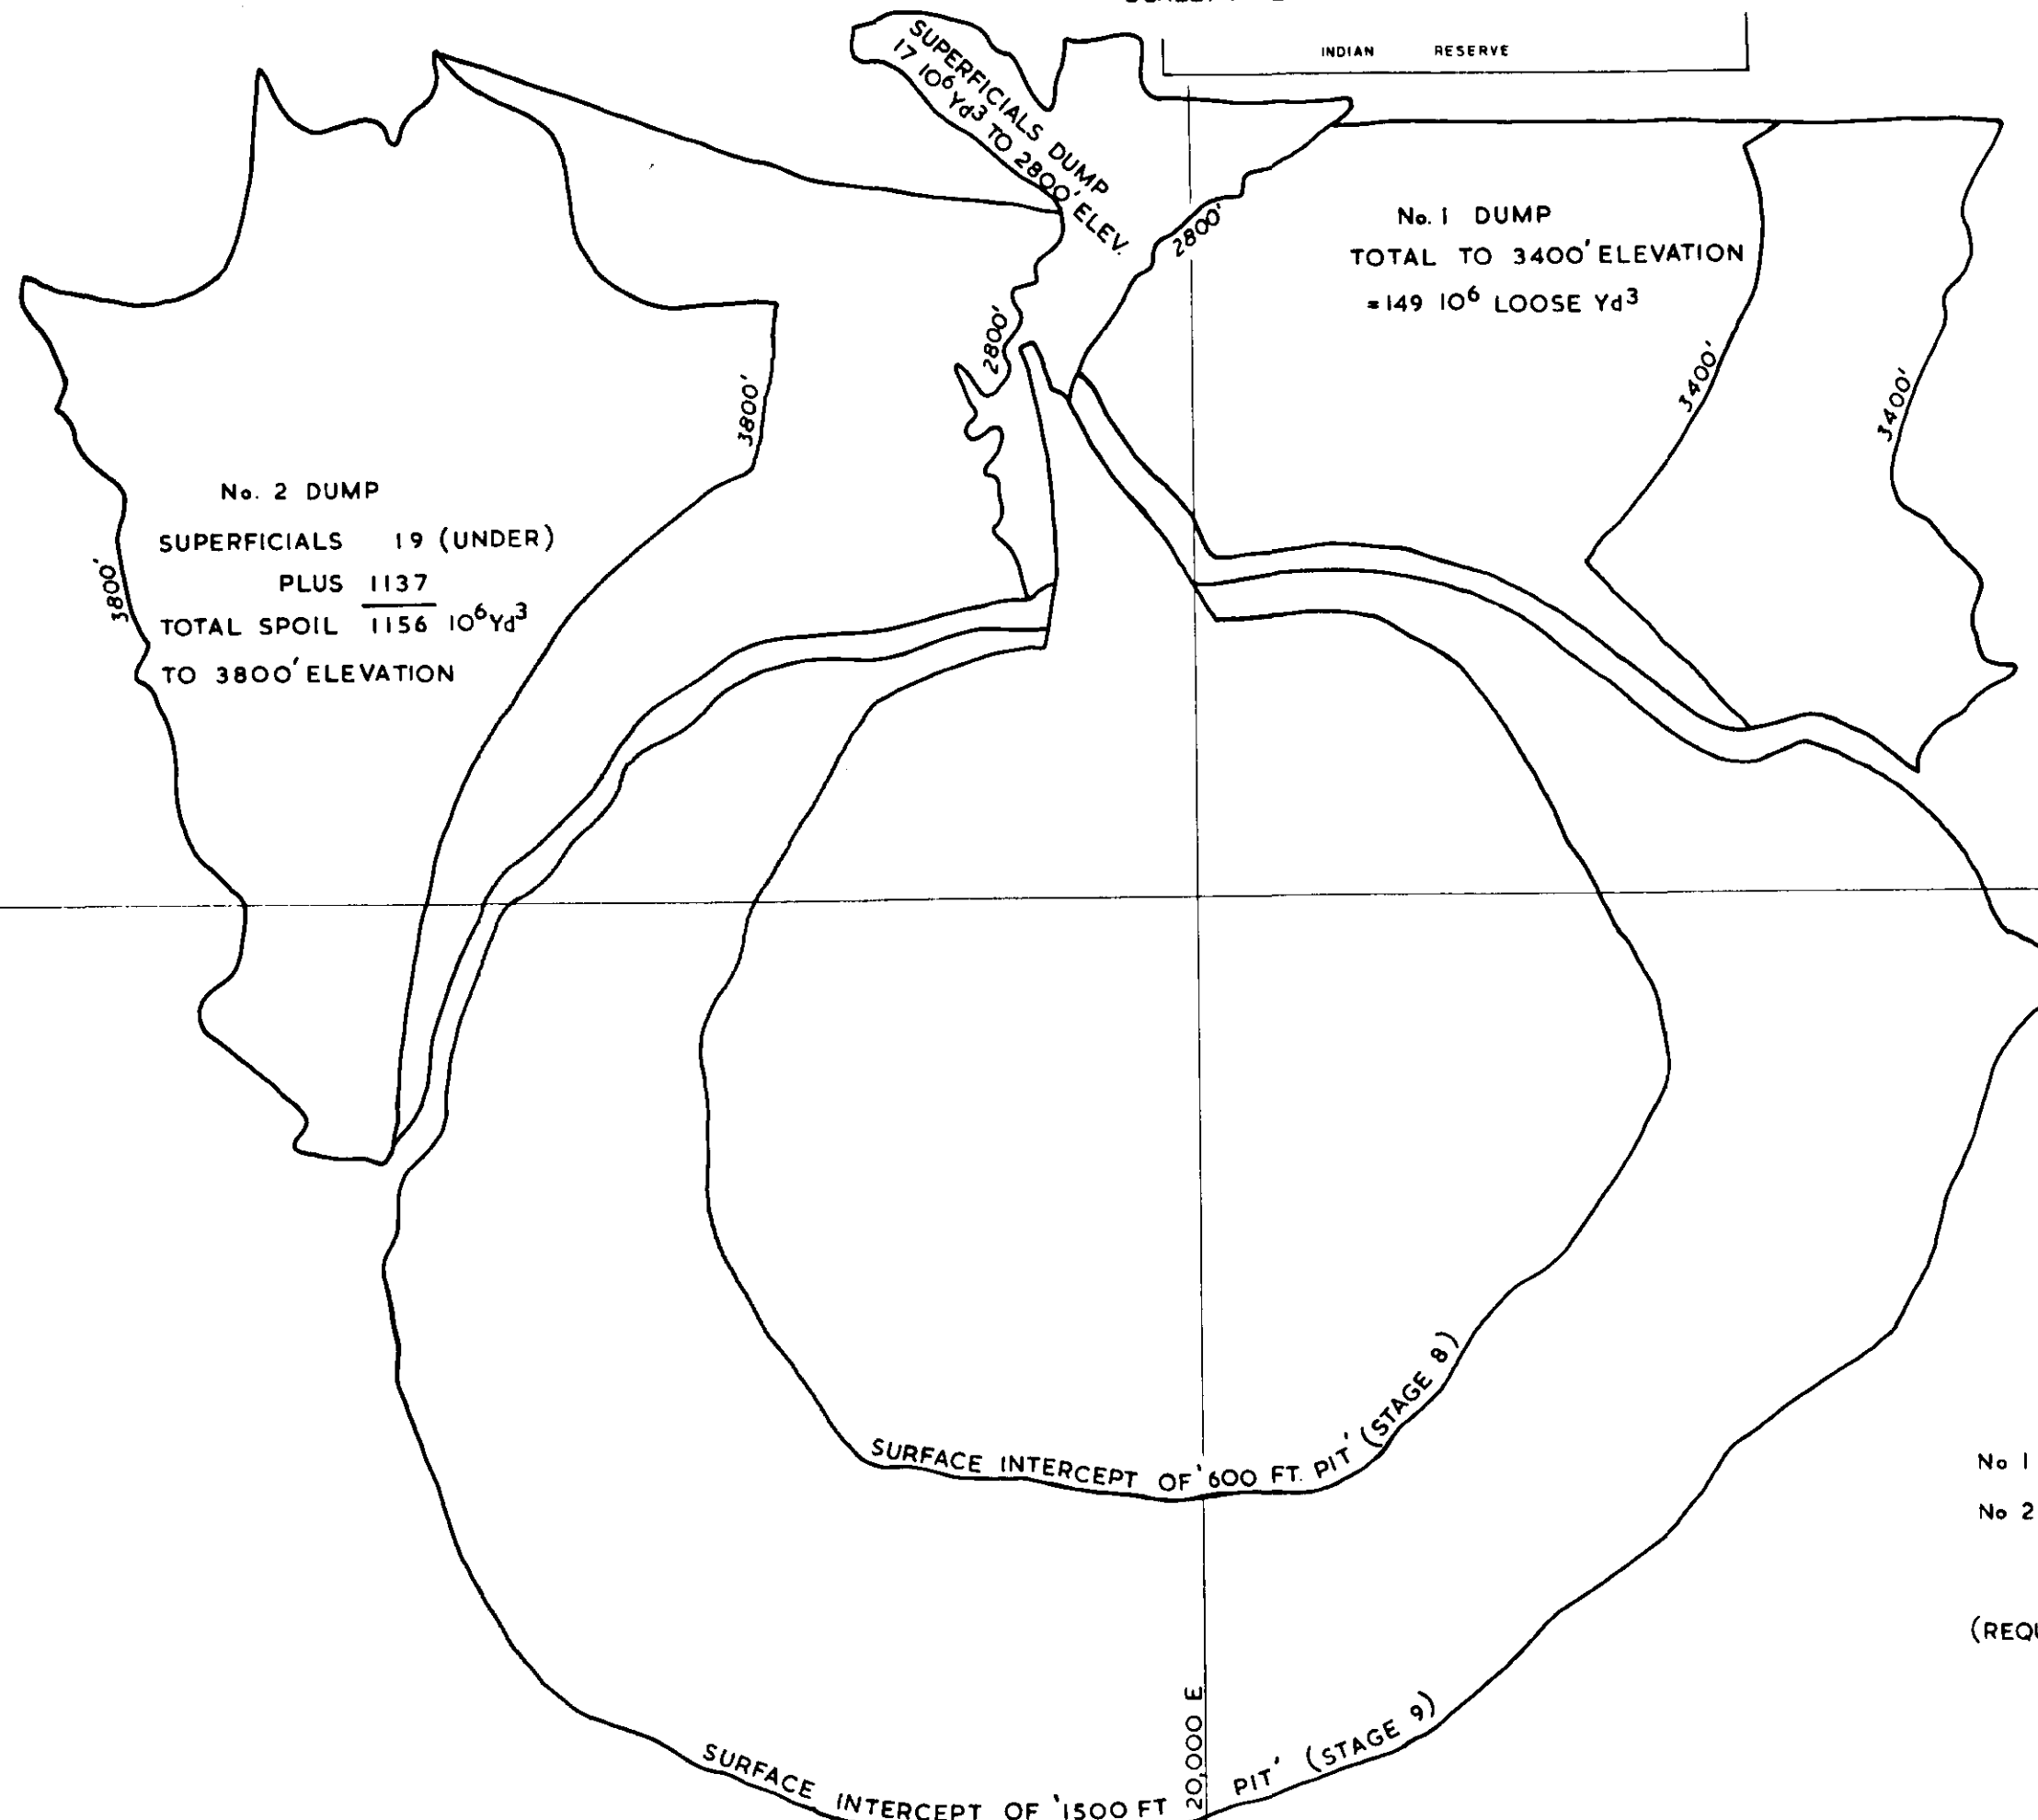 INDIAN RESERVE
SUPERFICIALS DUMP
17 10⁶ Yd³ TO 2800' ELEV.
2800'
2800'
No. 1 DUMP
TOTAL TO 3400' ELEVATION
= 149 10⁶ LOOSE Yd³
3400'
3400'
3800'
No. 2 DUMP
SUPERFICIALS 19 (UNDER)
PLUS 1137
TOTAL SPOIL 1156 10⁶ Yd³
TO 3800' ELEVATION
3800'
SURFACE INTERCEPT OF '600 FT. PIT' (STAGE 8)
No 1
No 2
20,000 E
SURFACE INTERCEPT OF '1500 FT PIT' (STAGE 9)